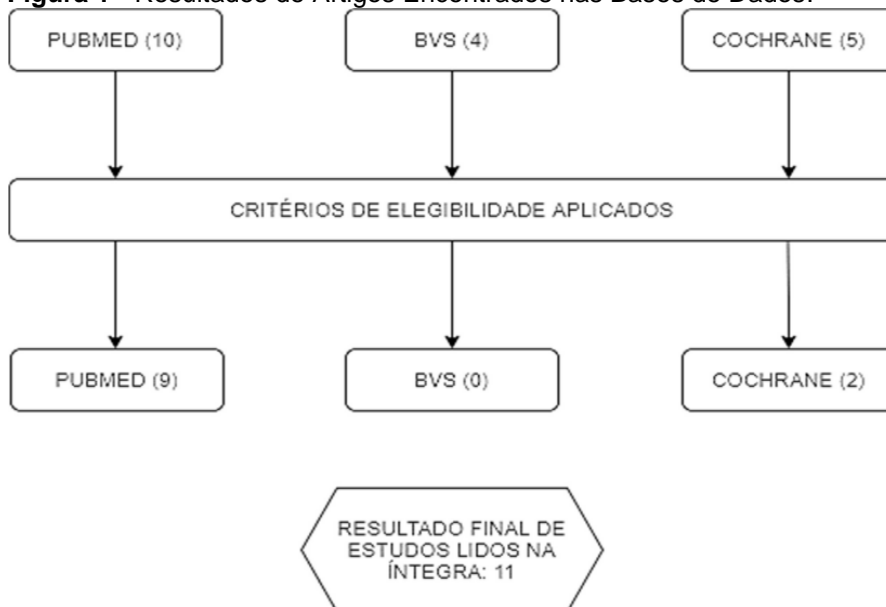 Figura 1 - Resultados de Artigos Encontrados nas Bases de Dados.
PUBMED (10)
BVS (4)
COCHRANE (5)
CRITÉRIOS DE ELEGIBILIDADE APLICADOS
PUBMED (9)
BVS (0)
COCHRANE (2)
RESULTADO FINAL DE
ESTUDOS LIDOS NA
ÍNTEGRA: 11